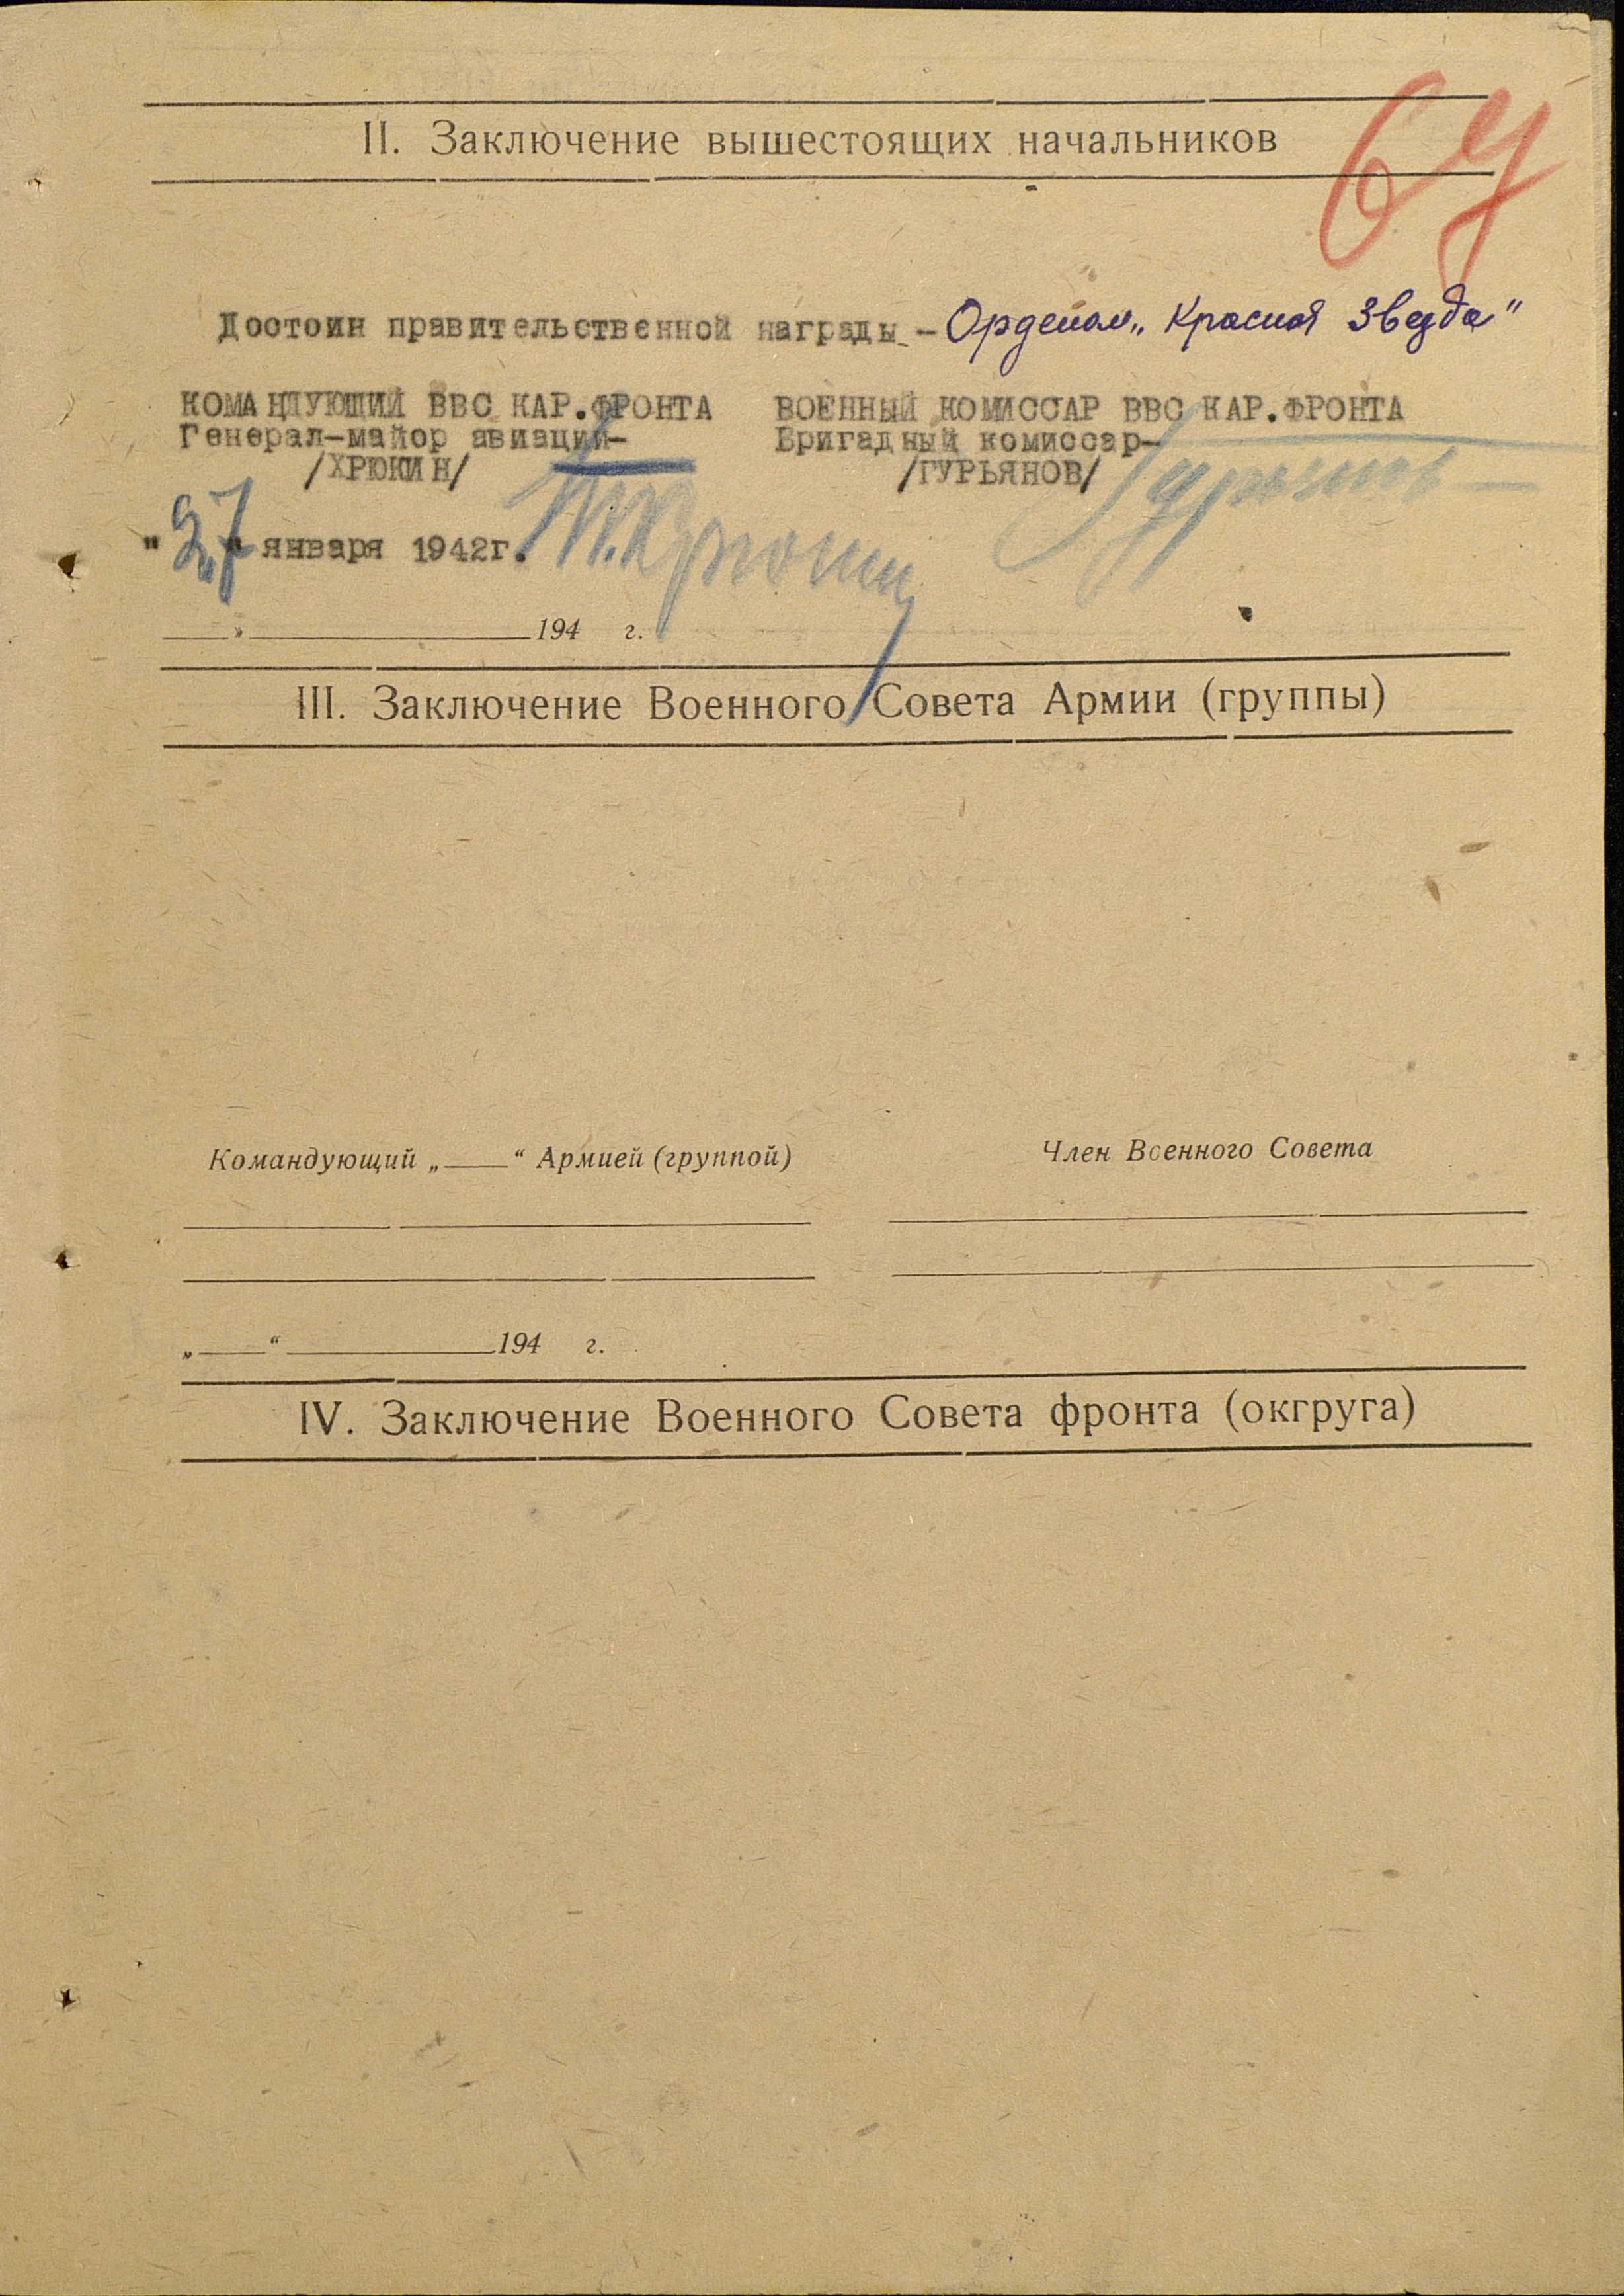 II. Заключение вышестоящих начальников
Достоин правительственной награды - Орденом „Красная Звезда"
КОМАНДУЮЩИЙ ВВС КАР.ФРОНТА ВОЕННЫЙ КОМИССАР ВВС КАР.ФРОНТА
Генерал-майор авиации- Бригадный комиссар-
/ХРЮКИН/ /ГУРЬЯНОВ/
"27" января 1942г.
» 194 г.
III. Заключение Военного Совета Армии (группы)
Командующий „ “ Армией (группой) Член Военного Совета
„ “ 194 г.
IV. Заключение Военного Совета фронта (окгруга)